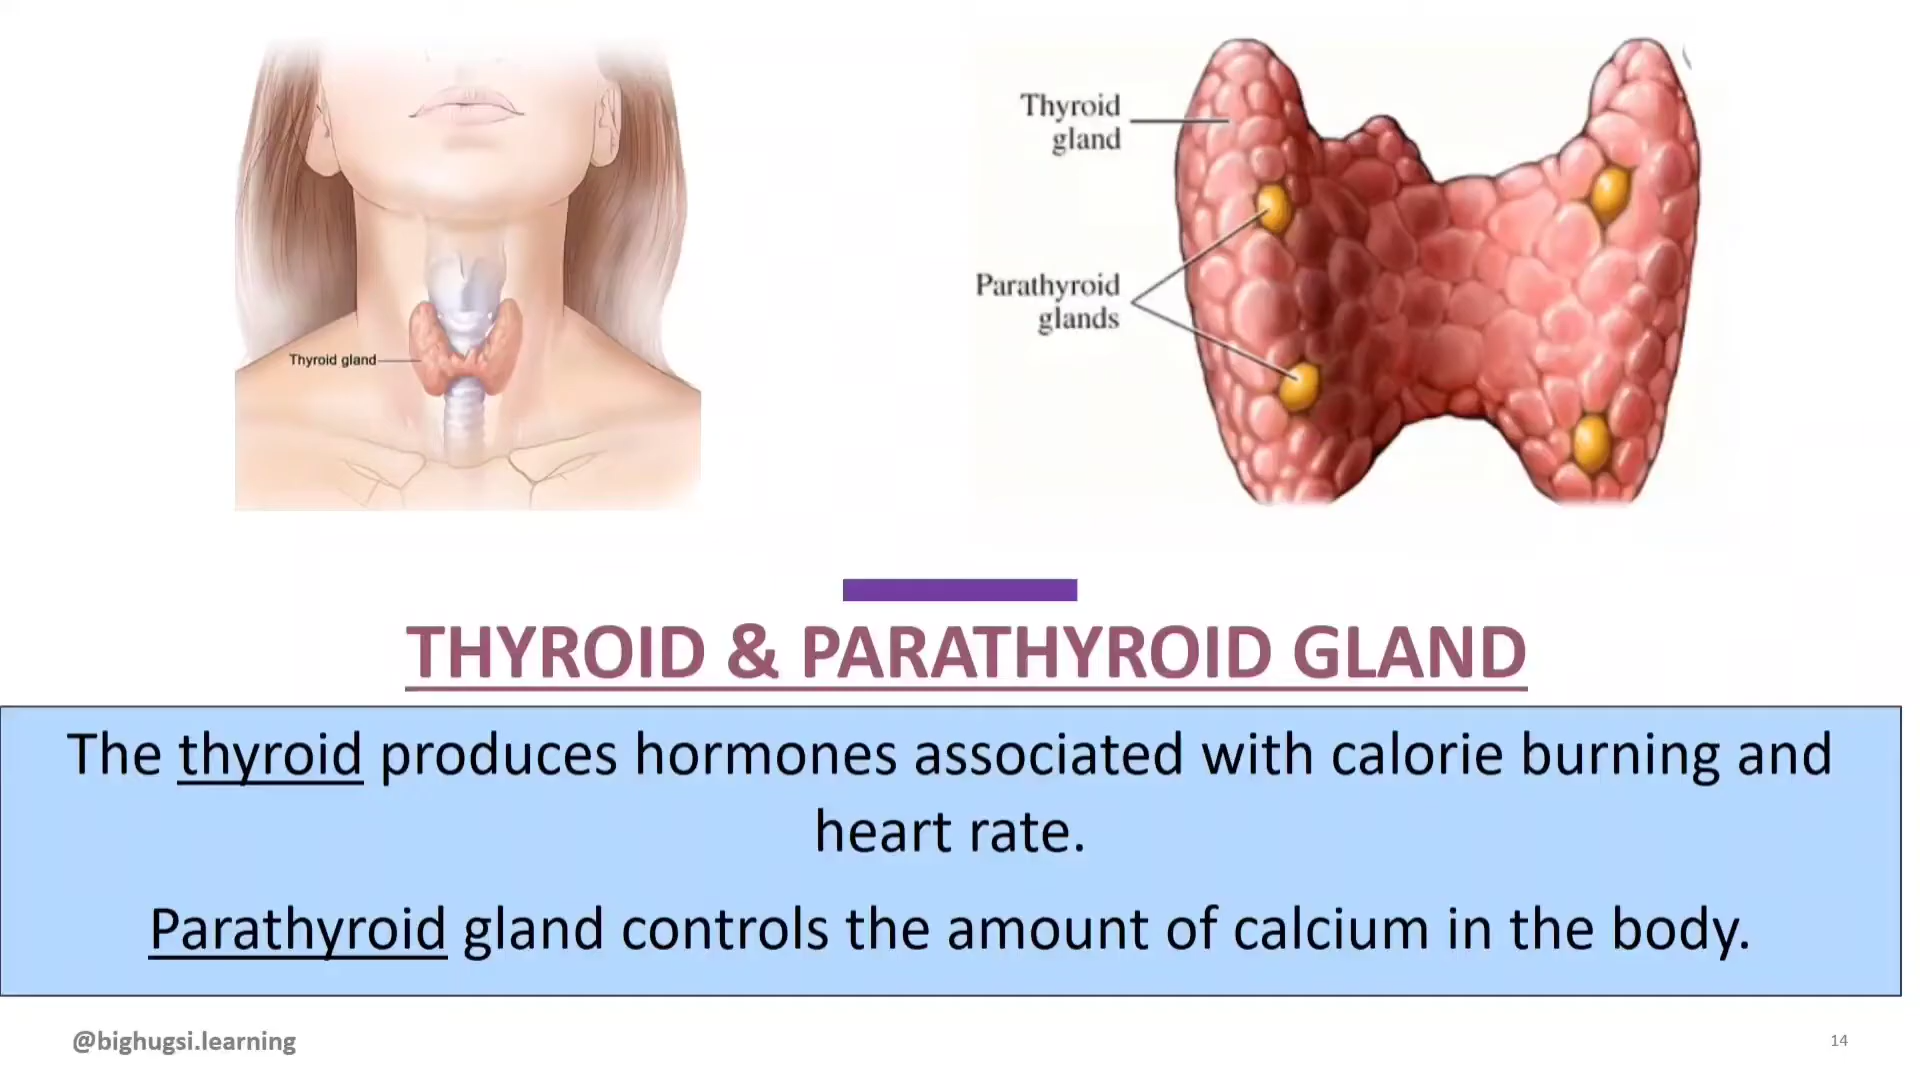 Thyroid
gland
Parathyroid
glands
Thyroid gland
THYROID & PARATHYROID GLAND
The thyroid produces hormones associated with calorie burning and
heart rate.
Parathyroid gland controls the amount of calcium in the body.
@bighugsi.learning
14